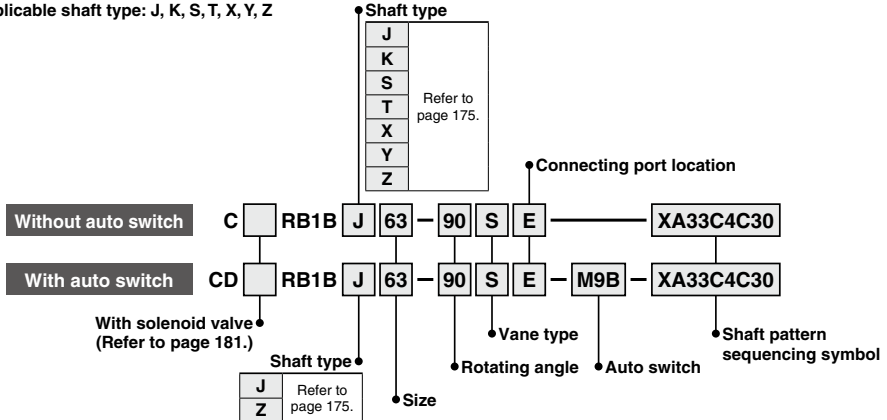 plicable shaft type: J, K, S, T, X, Y, Z
Shaft type
J
K
S
T
X
Y
Z
Refer to
page 175.
Connecting port location
Without auto switch C RB1B J 63 – 90 S E – XA33C4C30
With auto switch CD RB1B J 63 – 90 S E – M9B – XA33C4C30
With solenoid valve
(Refer to page 181.)
Vane type
Shaft pattern
sequencing symbol
Shaft type
Rotating angle
Auto switch
J
Z
Refer to
page 175.
Size